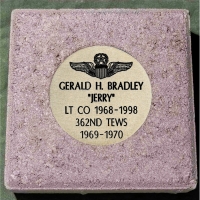 GERALD H. BRADLEY
"JERRY"
LT CO 1968-1998
362ND TEWS
1969-1970